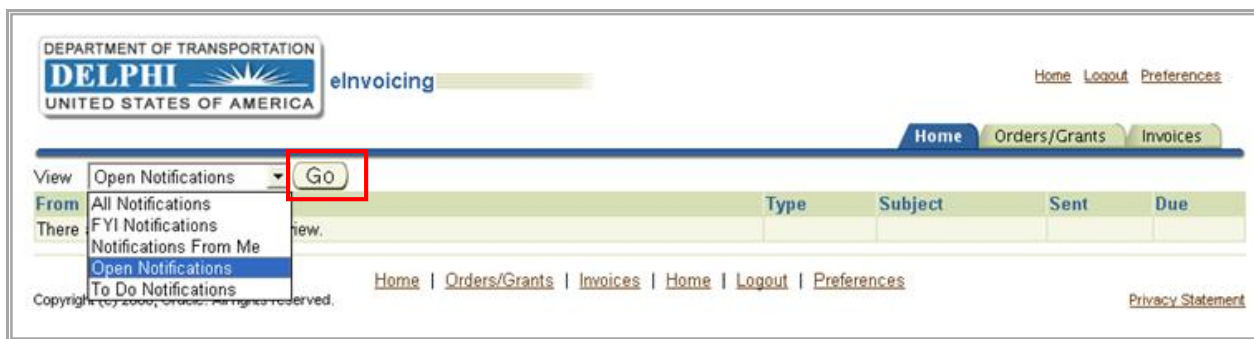 DEPARTMENT OF TRANSPORTATION
DELPHI
UNITED STATES OF AMERICA
eInvoicing
Home Logout Preferences
Home Orders/Grants Invoices
View Open Notifications Go
From Type Subject Sent Due
All Notifications
FYI Notifications
Notifications From Me
Open Notifications
To Do Notifications
There view.
Home | Orders/Grants | Invoices | Home | Logout | Preferences
Copyright reserved.
Privacy Statement